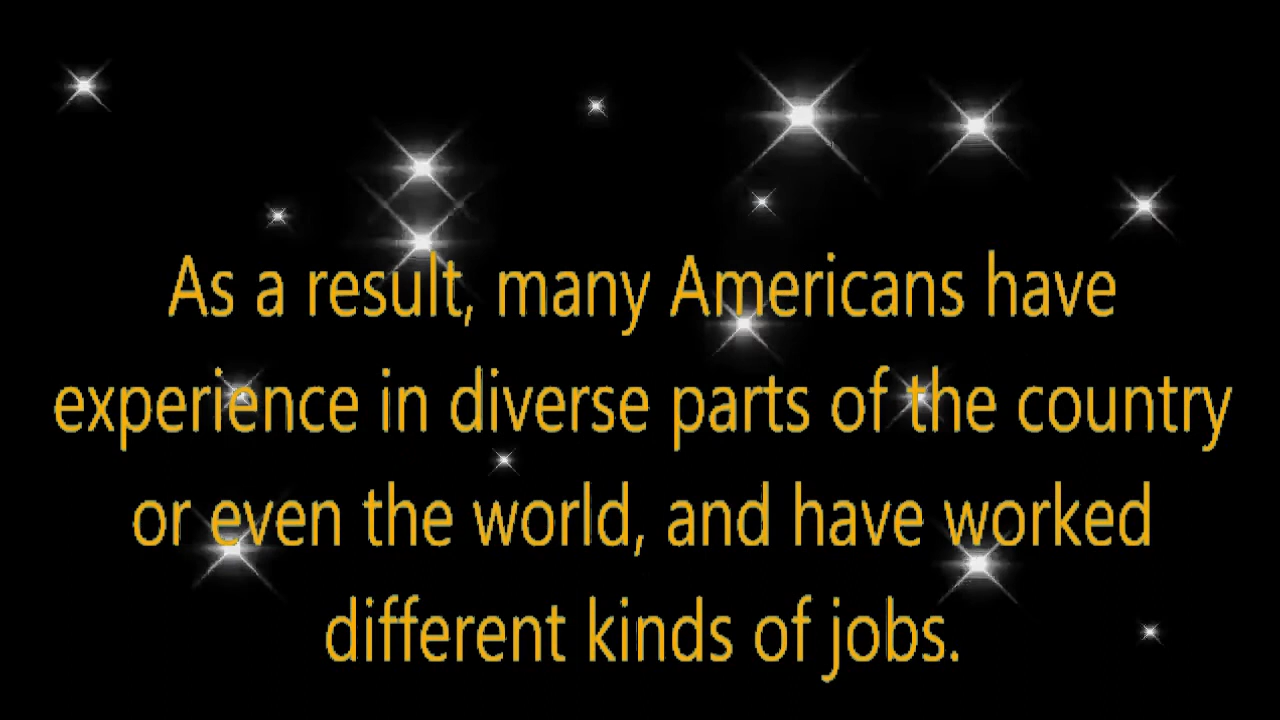 As a result, many Americans have
experience in diverse parts of the country
or even the world, and have worked
different kinds of jobs.